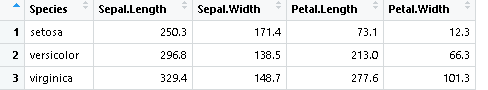 Species Sepal.Length Sepal.Width Petal.Length Petal.Width
1 setosa 250.3 171.4 73.1 12.3
2 versicolor 296.8 138.5 213.0 66.3
3 virginica 329.4 148.7 277.6 101.3